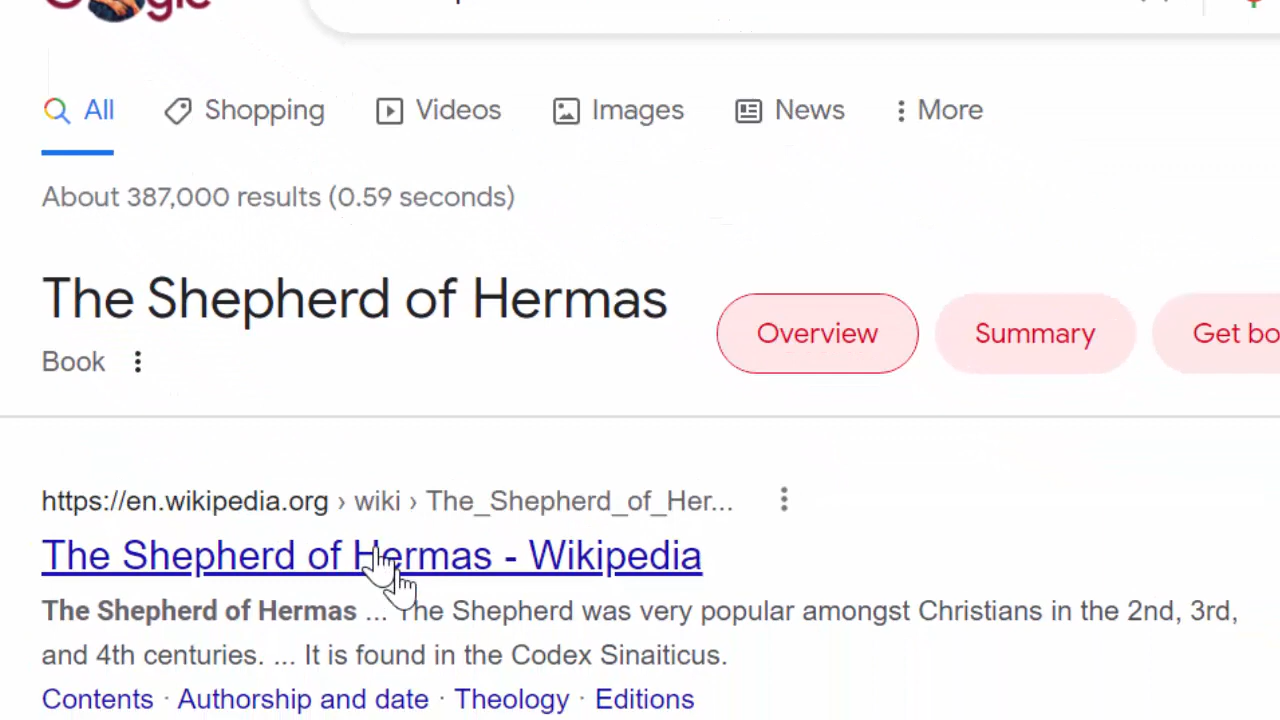 All Shopping Videos Images News More
About 387,000 results (0.59 seconds)
The Shepherd of Hermas
Overview Summary Get bo
Book
https://en.wikipedia.org › wiki › The_Shepherd_of_Her...
The Shepherd of Hermas - Wikipedia
The Shepherd of Hermas ... The Shepherd was very popular amongst Christians in the 2nd, 3rd,
and 4th centuries. ... It is found in the Codex Sinaiticus.
Contents · Authorship and date · Theology · Editions